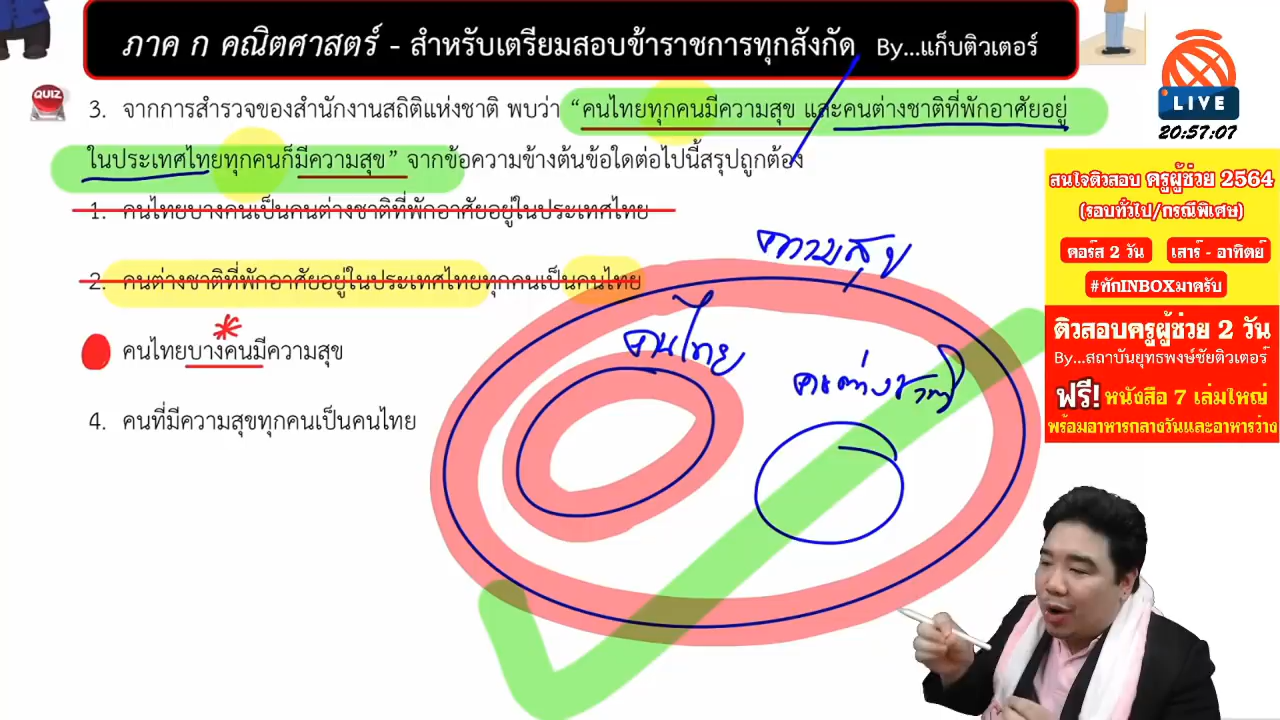 ภาค ก คณิตศาสตร์ - สำหรับเตรียมสอบข้าราชการทุกสังกัด By...แก็บติวเตอร์
QUIZ
3. จากการสำรวจของสำนักงานสถิติแห่งชาติ พบว่า “คนไทยทุกคนมีความสุข และคนต่างชาติที่พักอาศัยอยู่
ในประเทศไทยทุกคนก็มีความสุข” จากข้อความข้างต้นข้อใดต่อไปนี้สรุปถูกต้อง
1. คนไทยบางคนเป็นคนต่างชาติที่พักอาศัยอยู่ในประเทศไทย
2. คนต่างชาติที่พักอาศัยอยู่ในประเทศไทยทุกคนเป็นคนไทย
คนไทยบางคนมีความสุข
4. คนที่มีความสุขทุกคนเป็นคนไทย
ความสุข
คนไทย
คนต่างชาติ
LIVE
20:57:07
สนใจติวสอบ ครูผู้ช่วย 2564
(รอบทั่วไป/กรณีพิเศษ)
คอร์ส 2 วัน เสาร์ - อาทิตย์
#ทักINBOXมาครับ
ติวสอบครูผู้ช่วย 2 วัน
By...สถาบันยุทธพงษ์ชัยติวเตอร์
ฟรี! หนังสือ 7 เล่มใหญ่
พร้อมอาหารกลางวันและอาหารว่าง